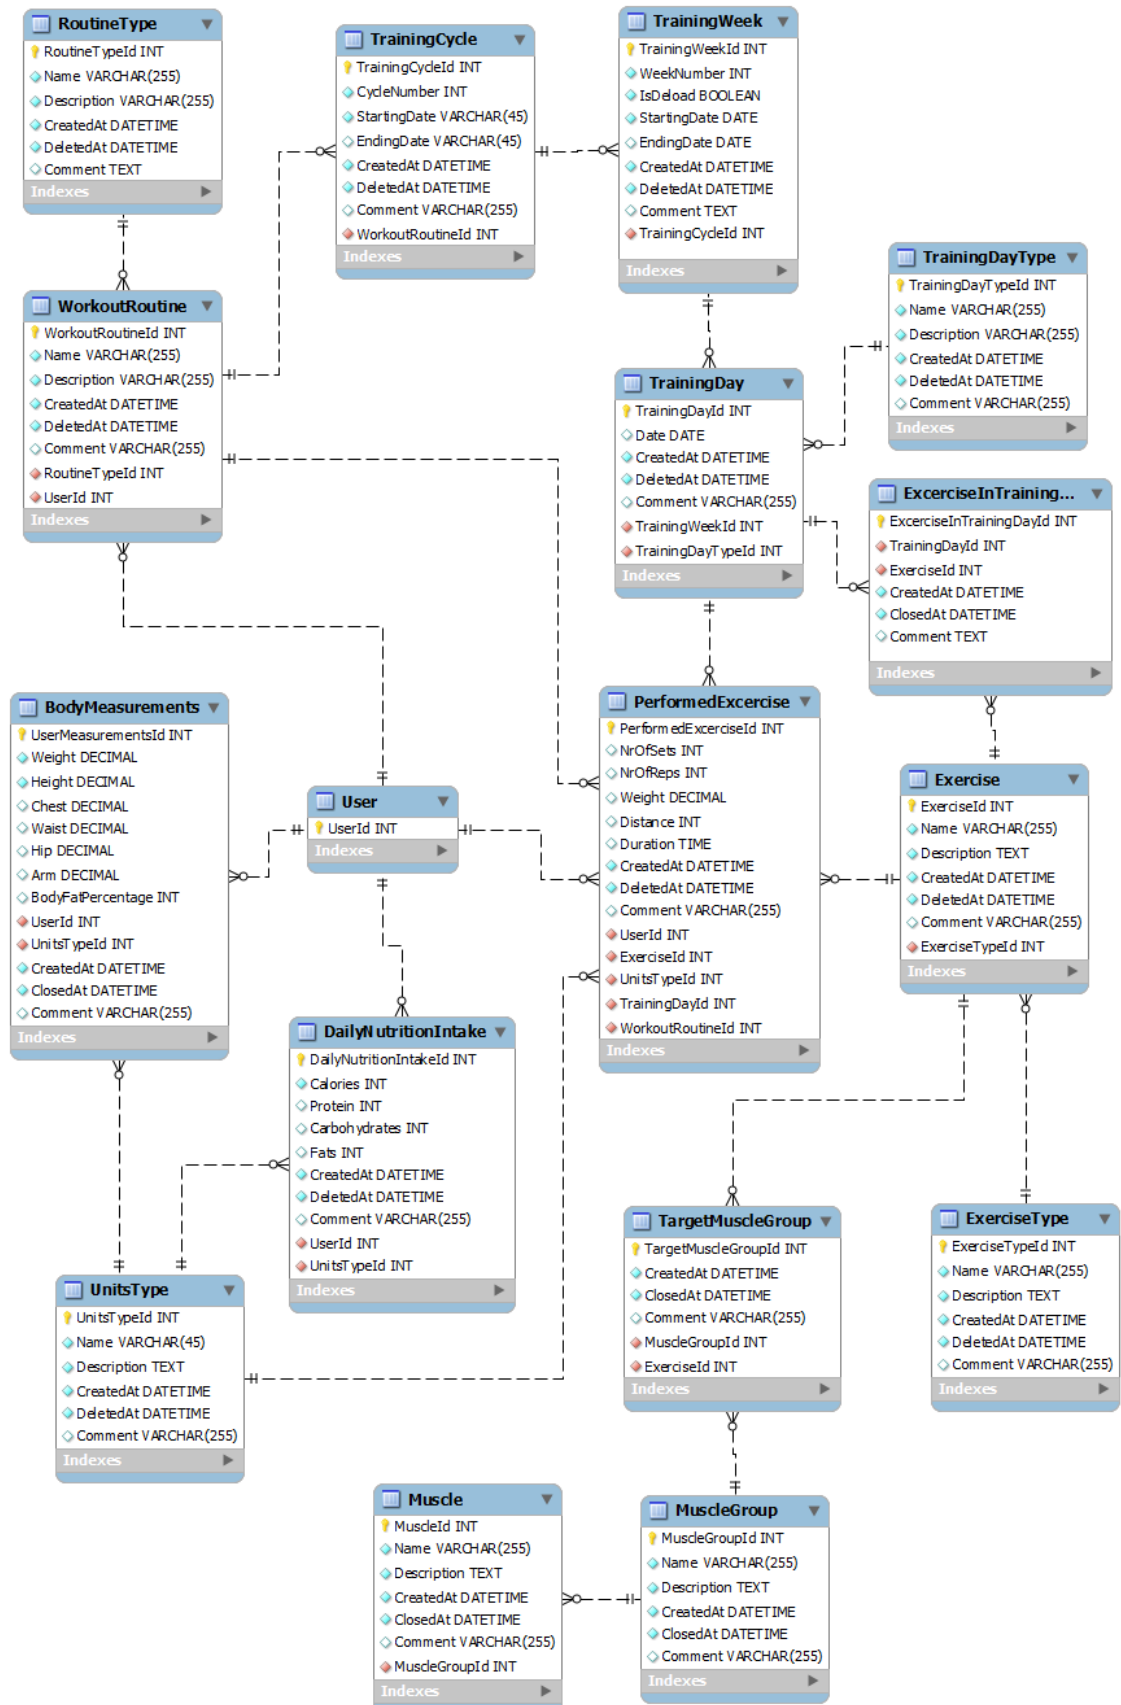 RoutineType
RoutineTypeId INT
Name VARCHAR(255)
Description VARCHAR(255)
CreatedAt DATETIME
DeletedAt DATETIME
Comment TEXT
Indexes
TrainingCycle
TrainingCycleId INT
CycleNumber INT
StartingDate VARCHAR(45)
EndingDate VARCHAR(45)
CreatedAt DATETIME
DeletedAt DATETIME
Comment VARCHAR(255)
WorkoutRoutineId INT
Indexes
TrainingWeek
TrainingWeekId INT
WeekNumber INT
IsDeload BOOLEAN
StartingDate DATE
EndingDate DATE
CreatedAt DATETIME
DeletedAt DATETIME
Comment TEXT
TrainingCycleId INT
Indexes
TrainingDayType
TrainingDayTypeId INT
Name VARCHAR(255)
Description VARCHAR(255)
CreatedAt DATETIME
DeletedAt DATETIME
Comment VARCHAR(255)
Indexes
WorkoutRoutine
WorkoutRoutineId INT
Name VARCHAR(255)
Description VARCHAR(255)
CreatedAt DATETIME
DeletedAt DATETIME
Comment VARCHAR(255)
RoutineTypeId INT
UserId INT
Indexes
TrainingDay
TrainingDayId INT
Date DATE
CreatedAt DATETIME
DeletedAt DATETIME
Comment VARCHAR(255)
TrainingWeekId INT
TrainingDayTypeId INT
Indexes
ExcerciseInTraining...
ExcerciseInTrainingDayId INT
TrainingDayId INT
ExerciseId INT
CreatedAt DATETIME
ClosedAt DATETIME
Comment TEXT
Indexes
BodyMeasurements
UserMeasurementsId INT
Weight DECIMAL
Height DECIMAL
Chest DECIMAL
Waist DECIMAL
Hip DECIMAL
Arm DECIMAL
BodyFatPercentage INT
UserId INT
UnitsTypeId INT
CreatedAt DATETIME
ClosedAt DATETIME
Comment VARCHAR(255)
Indexes
User
UserId INT
Indexes
PerformedExcercise
PerformedExcerciseId INT
NrOfSets INT
NrOfReps INT
Weight DECIMAL
Distance INT
Duration TIME
CreatedAt DATETIME
DeletedAt DATETIME
Comment VARCHAR(255)
UserId INT
ExerciseId INT
UnitsTypeId INT
TrainingDayId INT
WorkoutRoutineId INT
Indexes
Exercise
ExerciseId INT
Name VARCHAR(255)
Description TEXT
CreatedAt DATETIME
DeletedAt DATETIME
Comment VARCHAR(255)
ExerciseTypeId INT
Indexes
DailyNutritionIntake
DailyNutritionIntakeId INT
Calories INT
Protein INT
Carbohydrates INT
Fats INT
CreatedAt DATETIME
DeletedAt DATETIME
Comment VARCHAR(255)
UserId INT
UnitsTypeId INT
Indexes
UnitsType
UnitsTypeId INT
Name VARCHAR(45)
Description TEXT
CreatedAt DATETIME
DeletedAt DATETIME
Comment VARCHAR(255)
Indexes
TargetMuscleGroup
TargetMuscleGroupId INT
CreatedAt DATETIME
ClosedAt DATETIME
Comment VARCHAR(255)
MuscleGroupId INT
ExerciseId INT
Indexes
ExerciseType
ExerciseTypeId INT
Name VARCHAR(255)
Description TEXT
CreatedAt DATETIME
DeletedAt DATETIME
Comment VARCHAR(255)
Indexes
Muscle
MuscleId INT
Name VARCHAR(255)
Description TEXT
CreatedAt DATETIME
ClosedAt DATETIME
Comment VARCHAR(255)
MuscleGroupId INT
Indexes
MuscleGroup
MuscleGroupId INT
Name VARCHAR(255)
Description TEXT
CreatedAt DATETIME
ClosedAt DATETIME
Comment VARCHAR(255)
Indexes